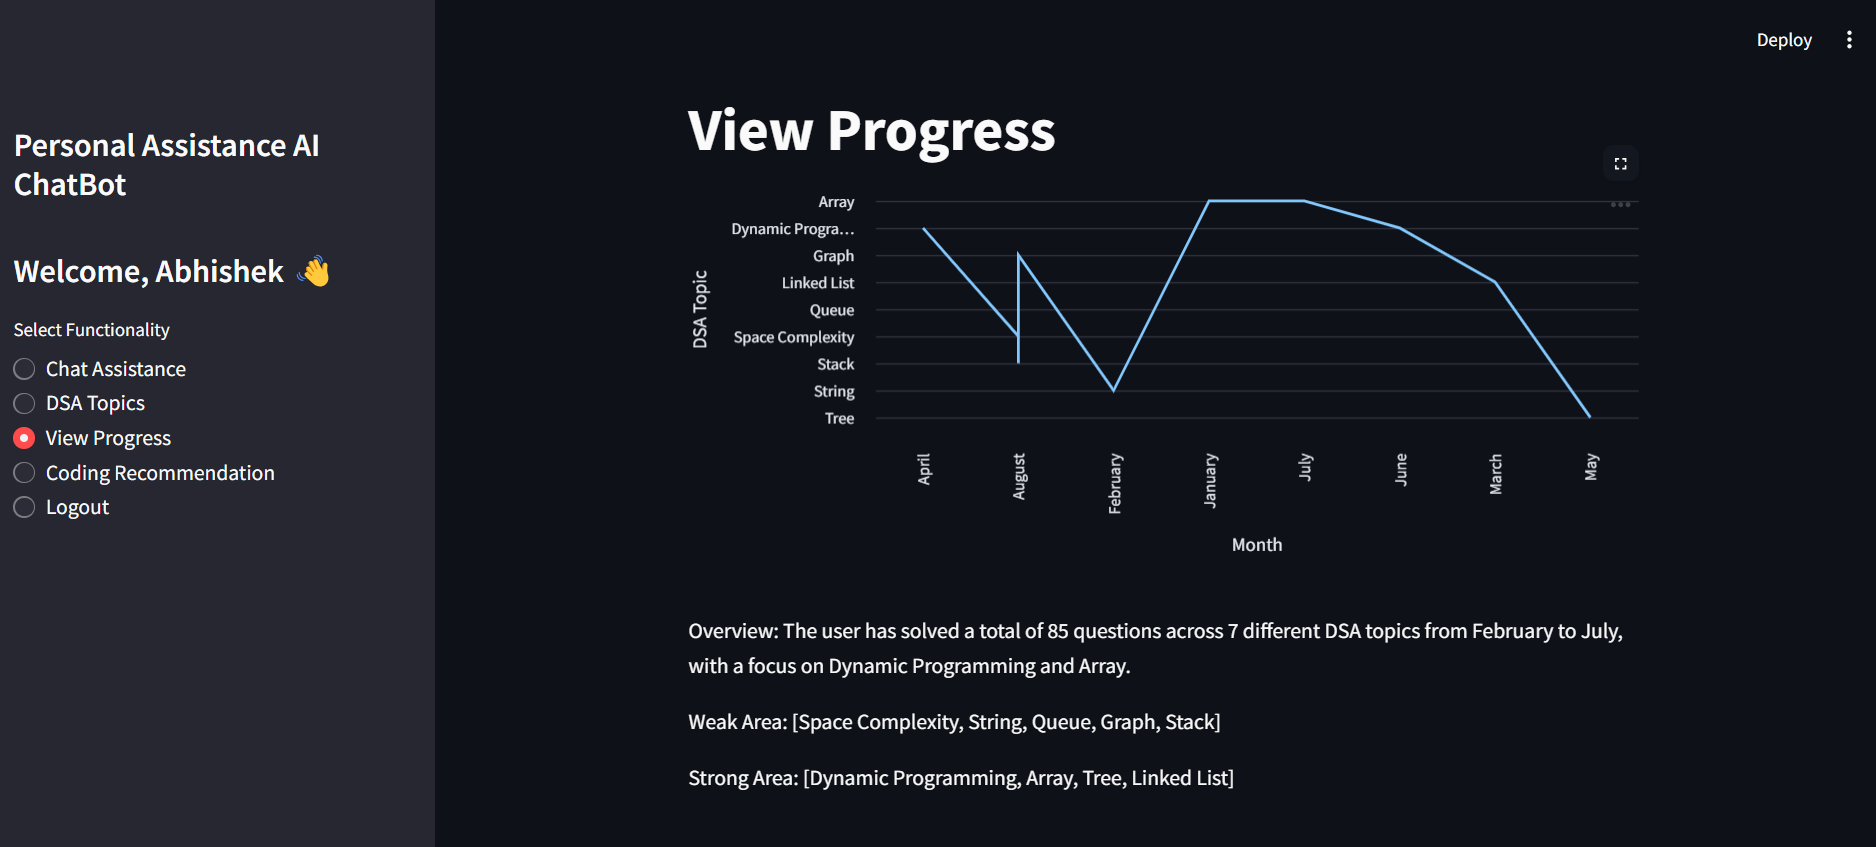 Deploy
Personal Assistance AI
ChatBot
Welcome, Abhishek 👋
Select Functionality
Chat Assistance
DSA Topics
View Progress
Coding Recommendation
Logout
View Progress
DSA Topic
Array
Dynamic Progra...
Graph
Linked List
Queue
Space Complexity
Stack
String
Tree
April
August
February
January
July
June
March
May
Month
Overview: The user has solved a total of 85 questions across 7 different DSA topics from February to July,
with a focus on Dynamic Programming and Array.
Weak Area: [Space Complexity, String, Queue, Graph, Stack]
Strong Area: [Dynamic Programming, Array, Tree, Linked List]